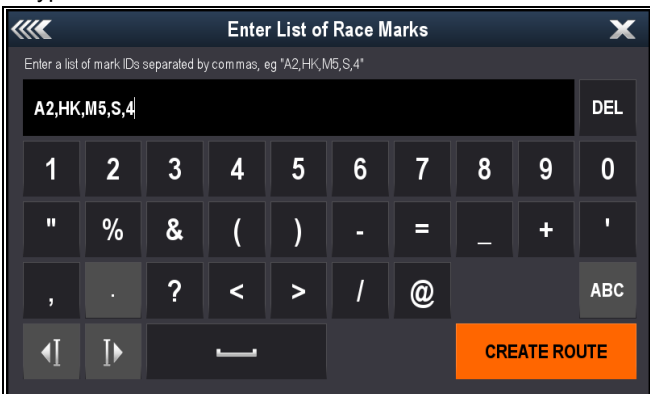 Enter List of Race Marks X
Enter a list of mark IDs separated by commas, eg "A2,HK,M5,S,4"
A2,HK,M5,S,4 DEL
1 2 3 4 5 6 7 8 9 0
" % & ( ) - = _ + '
, . ? < > / @ ABC
CREATE ROUTE